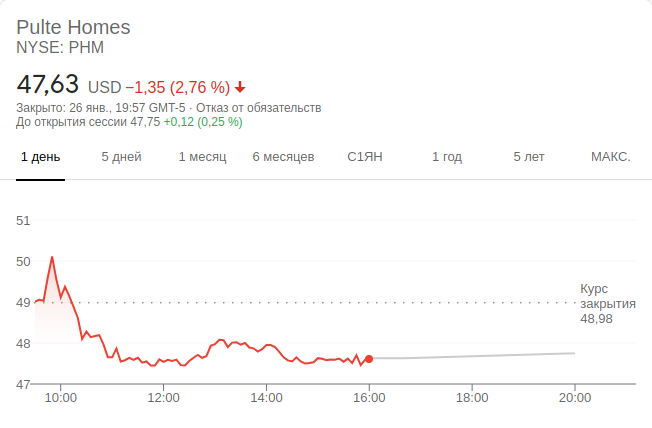 Pulte Homes
NYSE: PHM
47,63 USD −1,35 (2,76 %)
Закрыто: 26 янв., 19:57 GMT-5 · Отказ от обязательств
До открытия сессии 47,75 +0,12 (0,25 %)
1 день 5 дней 1 месяц 6 месяцев С1ЯН 1 год 5 лет МАКС.
51
50
49
48
47
Курс
закрытия
48,98
10:00 12:00 14:00 16:00 18:00 20:00